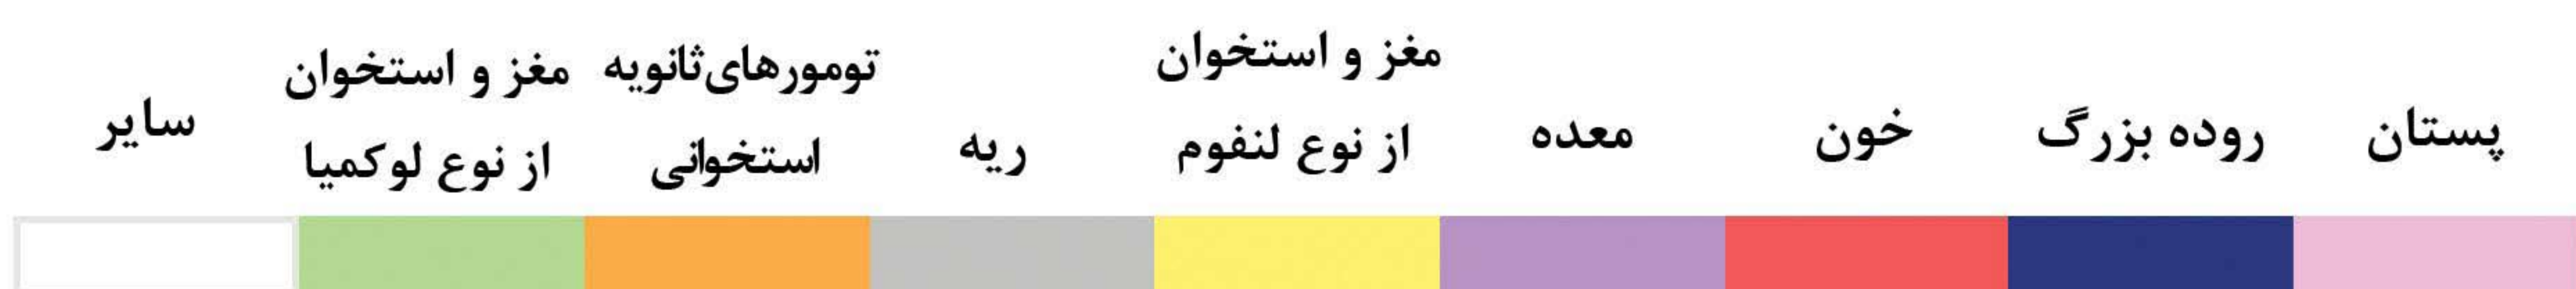 پستان
روده بزرگ
خون
معده
مغز و استخوان
از نوع لنفوم
ریه
تومورهای ثانویه
استخوانی
مغز و استخوان
از نوع لوکمیا
سایر